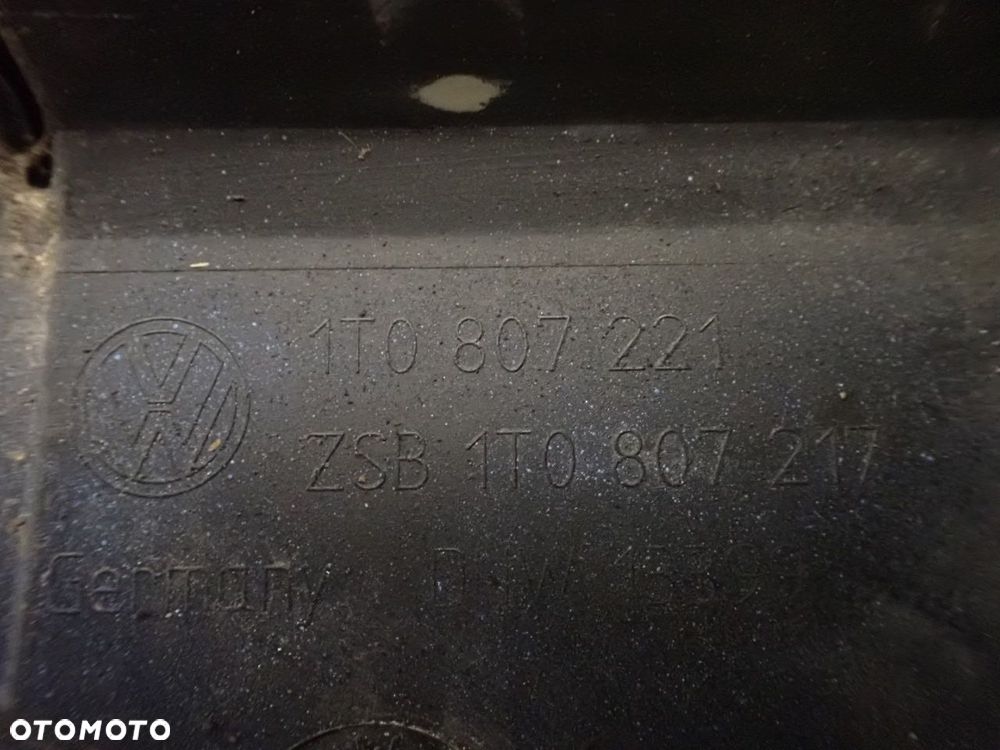 1T0 807 221
ZSB 1T0 807 217
Germany
OTOMOTO